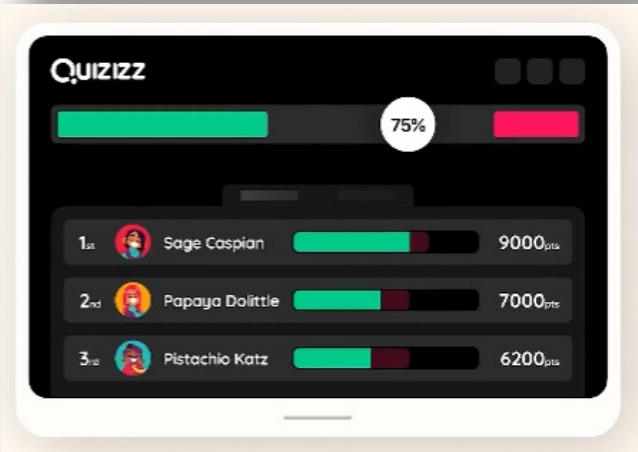 Quizizz
75%
1st Sage Caspian 9000pts
2nd Papaya Dolittle 7000pts
3rd Pistachio Katz 6200pts